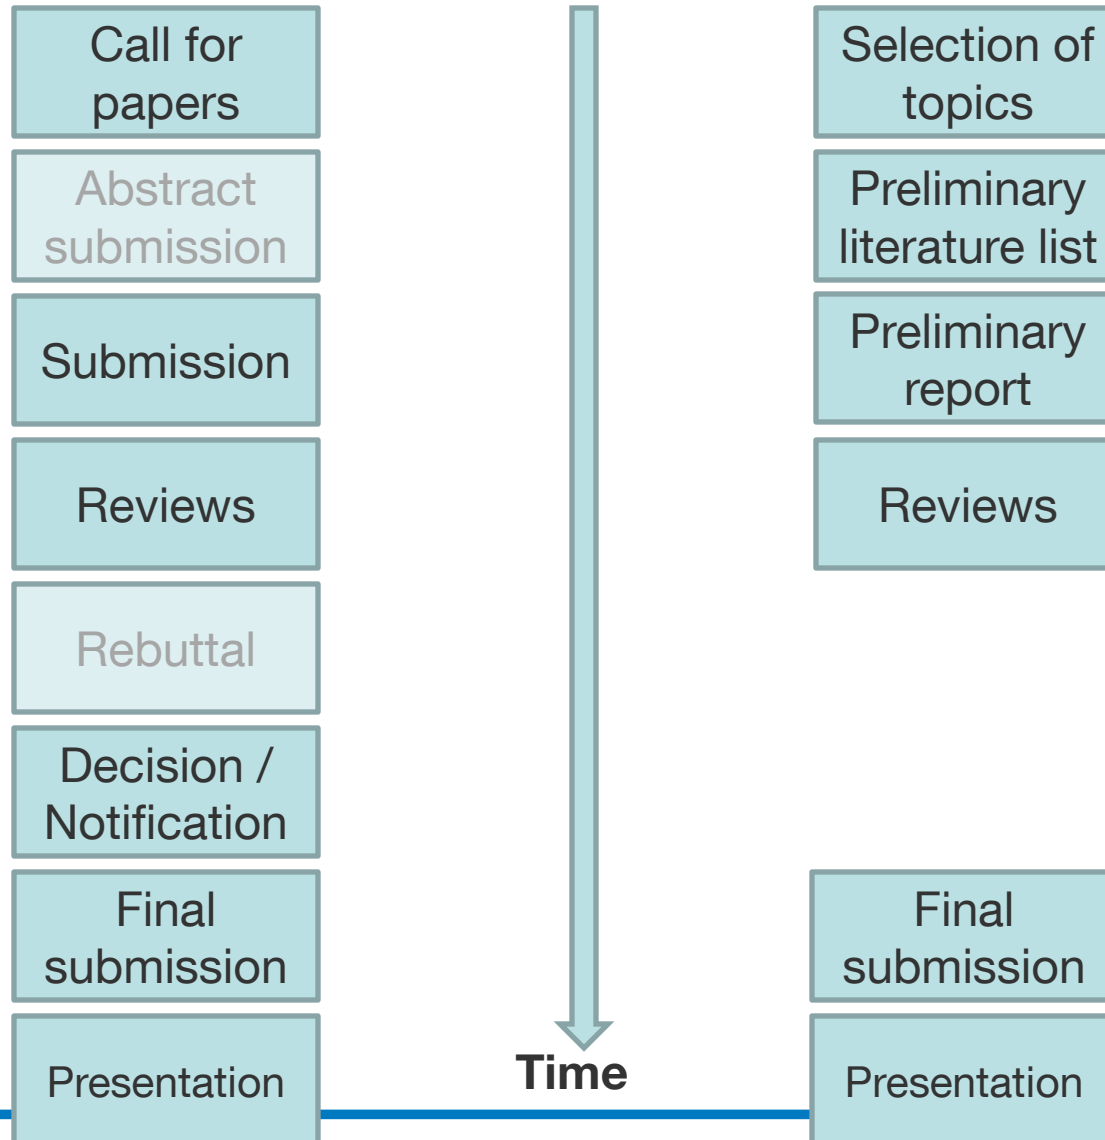 Call for
papers
Abstract
submission
Submission
Reviews
Rebuttal
Decision /
Notification
Final
submission
Presentation
Time
Selection of
topics
Preliminary
literature list
Preliminary
report
Reviews
Final
submission
Presentation